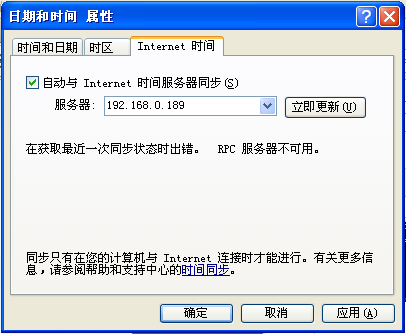 日期和时间 属性
时间和日期 时区 Internet 时间
自动与 Internet 时间服务器同步(S)
服务器: 192.168.0.189 立即更新(U)
在获取最近一次同步状态时出错。 RPC 服务器不可用。
同步只有在您的计算机与 Internet 连接时才能进行。有关更多信
息，请参阅帮助和支持中心的时间同步。
确定 取消 应用(A)